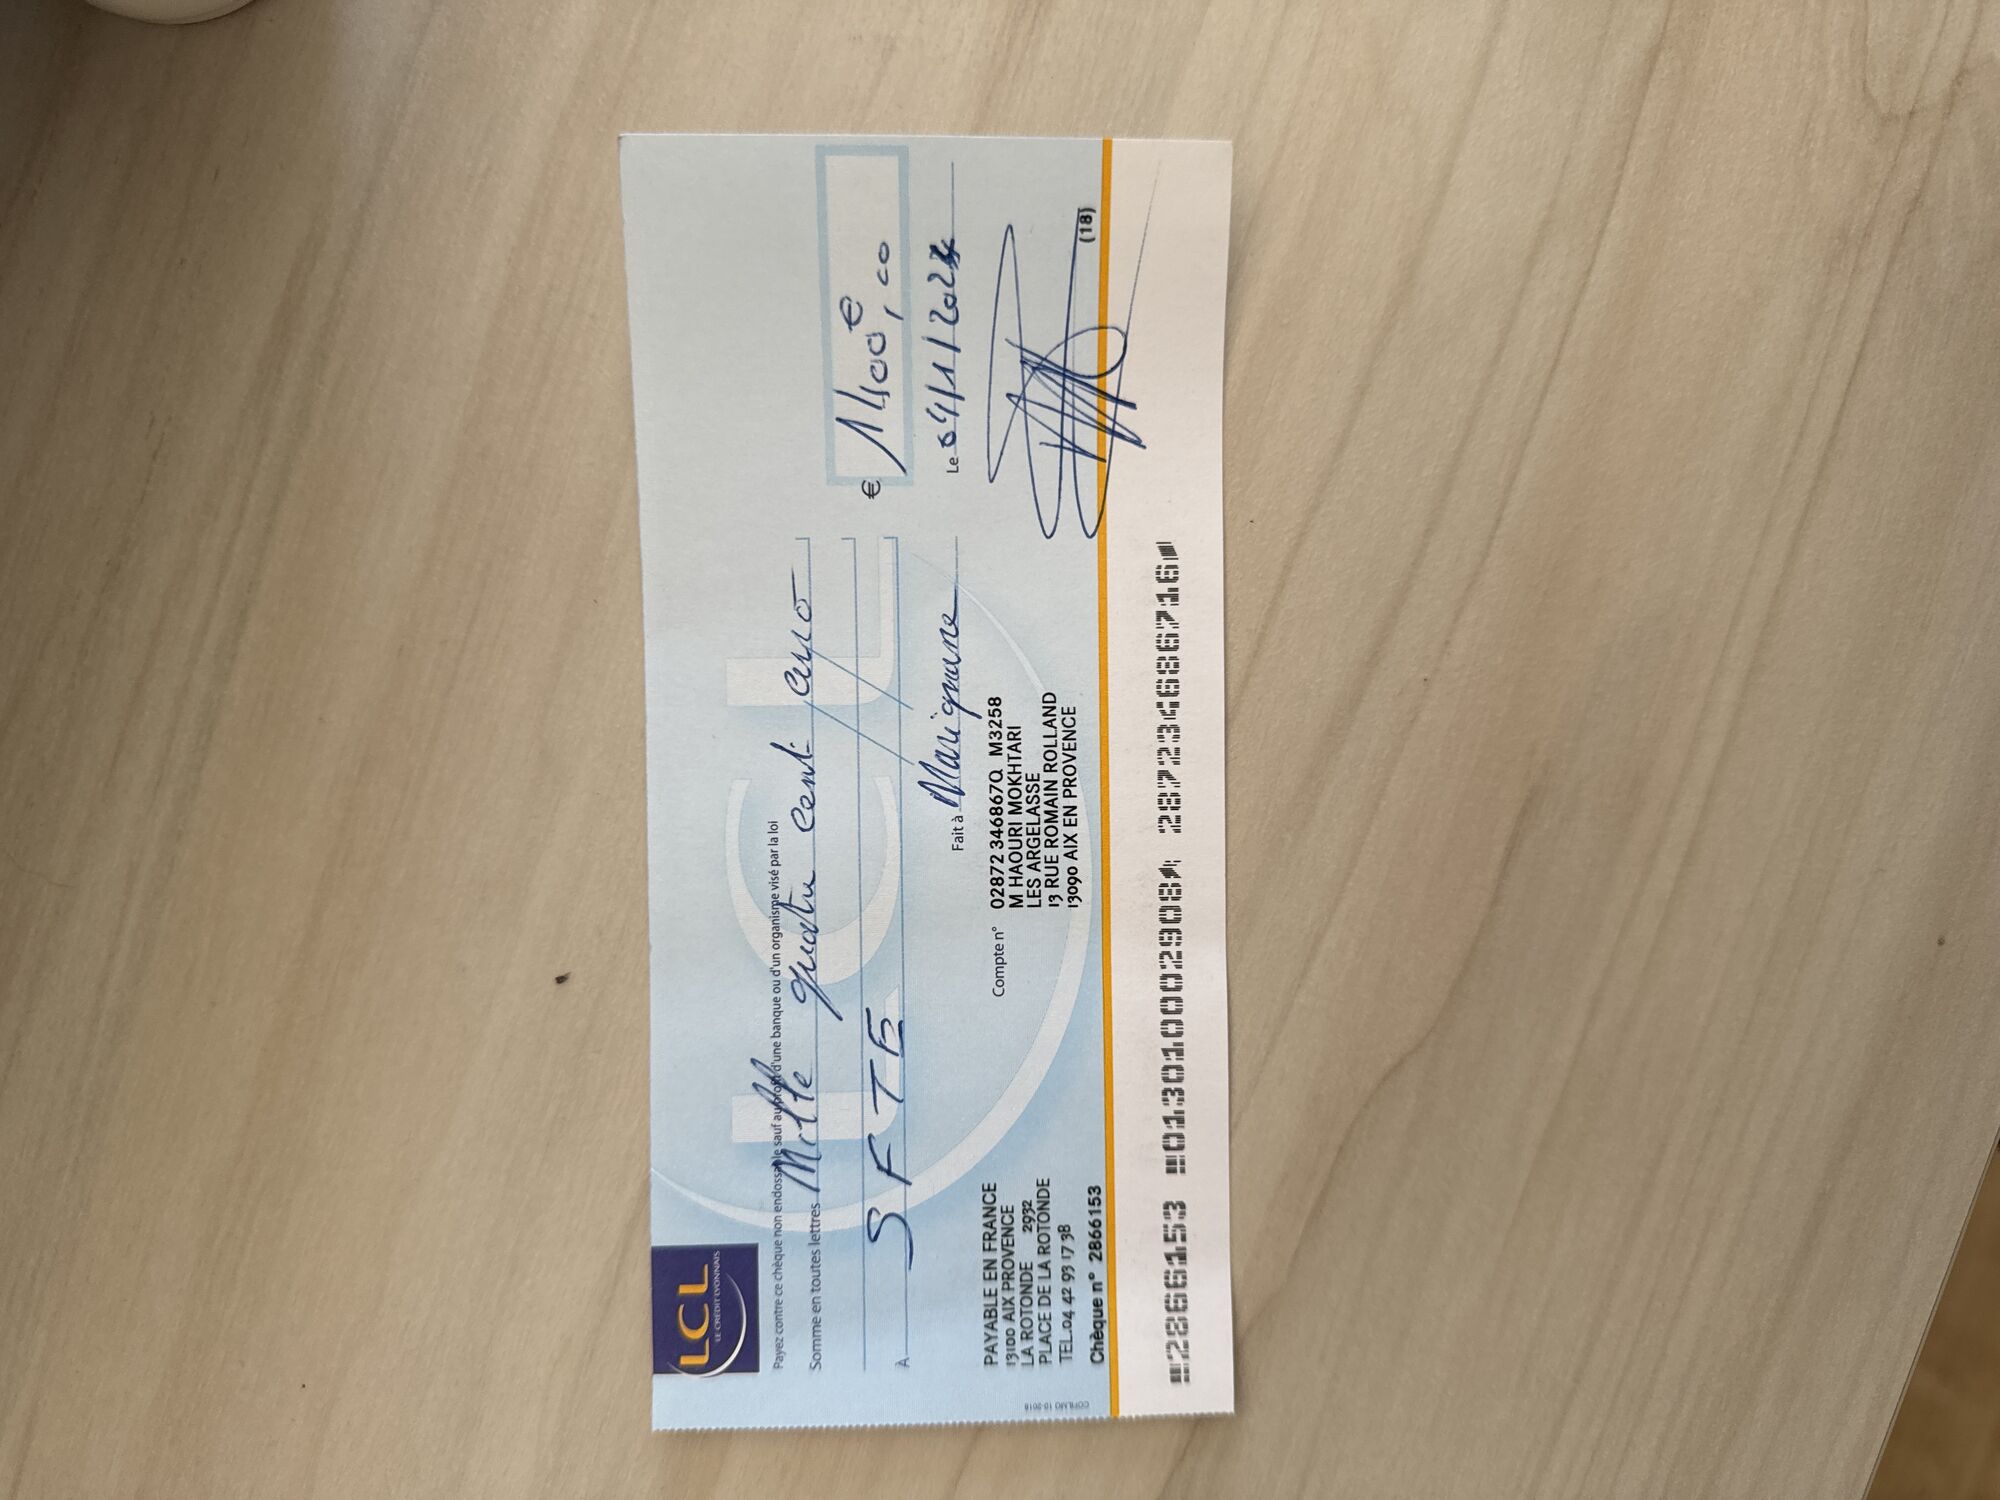 LCL
LE CREDIT LYONNAIS
Payez contre ce chèque non endossable sauf au profit d'une banque ou d'un organisme visé par la loi
Somme en toutes lettres Mille quatre cent euro
A SFTE
€ 1400€,00
Fait à Marignane Le 04/1/2024
PAYABLE EN FRANCE
13100 AIX PROVENCE
LA ROTONDE 2932
PLACE DE LA ROTONDE
TEL.04 42 93 17 38
Chèque n° 2866153
Compte n° 02872 346867Q M3258
M HAOURI MOKHTARI
LES ARGELASSE
13 RUE ROMAIN ROLLAND
13090 AIX EN PROVENCE
(18)
2866153 013010002908 287234686716